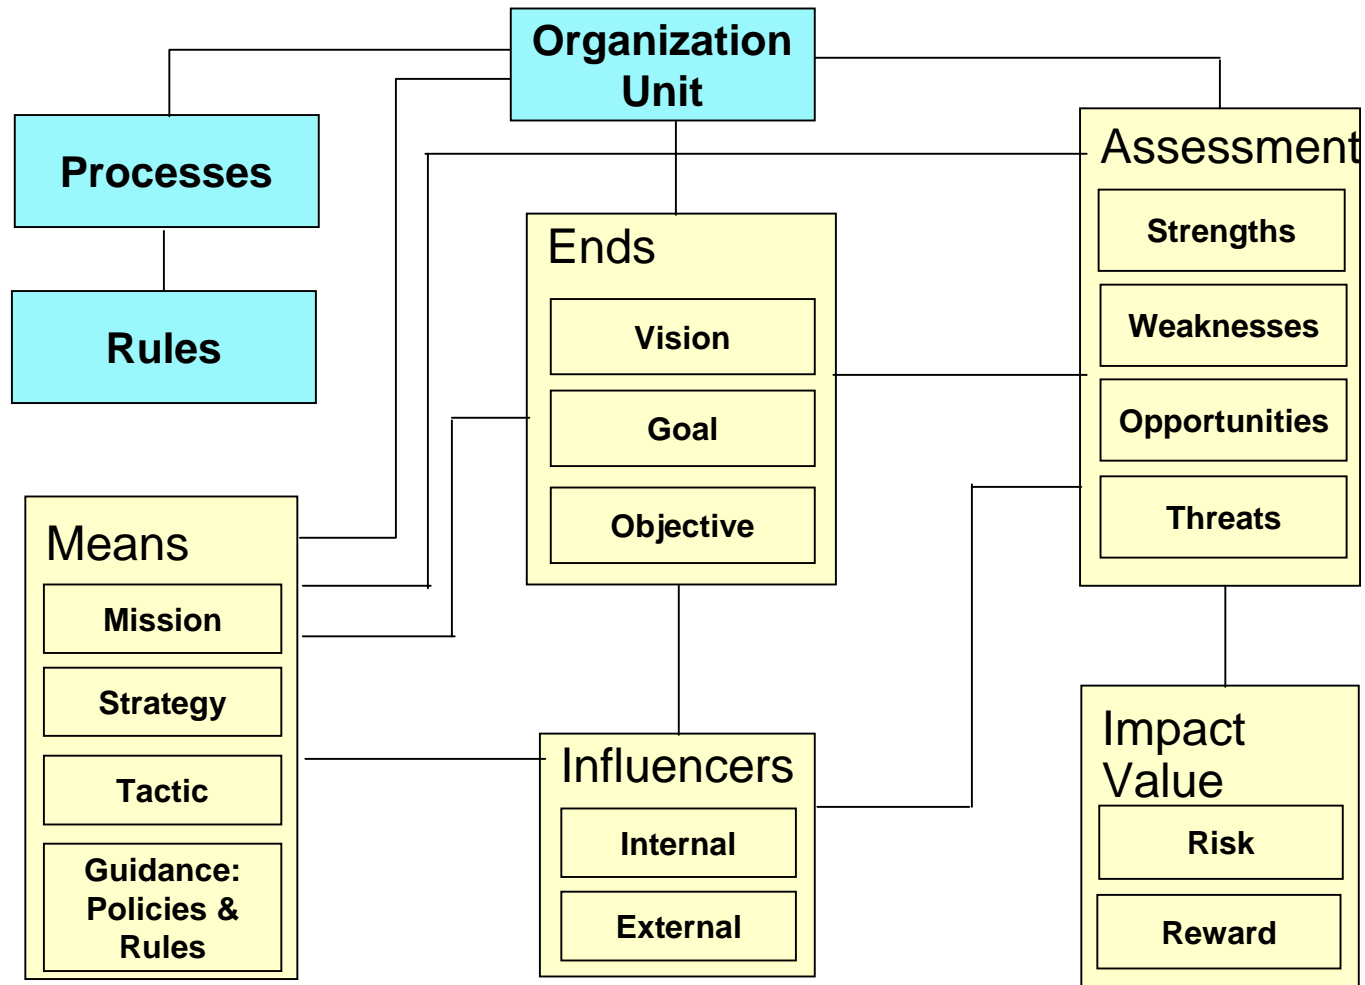 Organization
Unit
Processes
Rules
Assessment
Strengths
Weaknesses
Opportunities
Threats
Ends
Vision
Goal
Objective
Means
Mission
Strategy
Tactic
Guidance:
Policies &
Rules
Influencers
Internal
External
Impact
Value
Risk
Reward